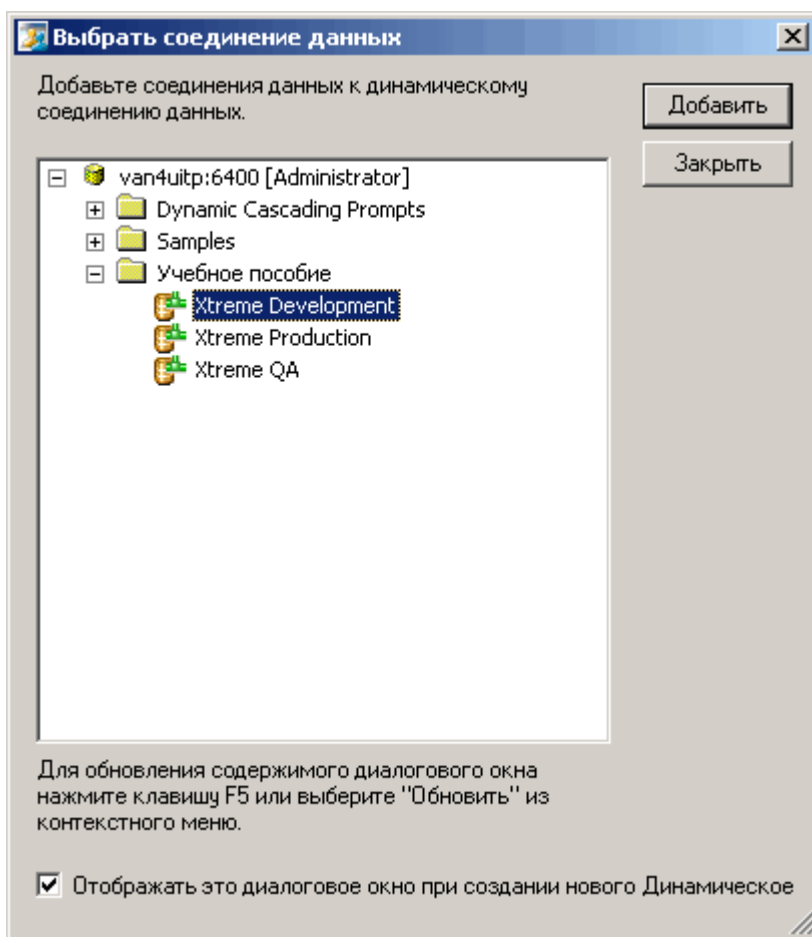 Выбрать соединение данных
Добавьте соединения данных к динамическому
соединению данных.
Добавить
Закрыть
van4uitp:6400 [Administrator]
Dynamic Cascading Prompts
Samples
Учебное пособие
Xtreme Development
Xtreme Production
Xtreme QA
Для обновления содержимого диалогового окна
нажмите клавишу F5 или выберите "Обновить" из
контекстного меню.
Отображать это диалоговое окно при создании нового Динамическое